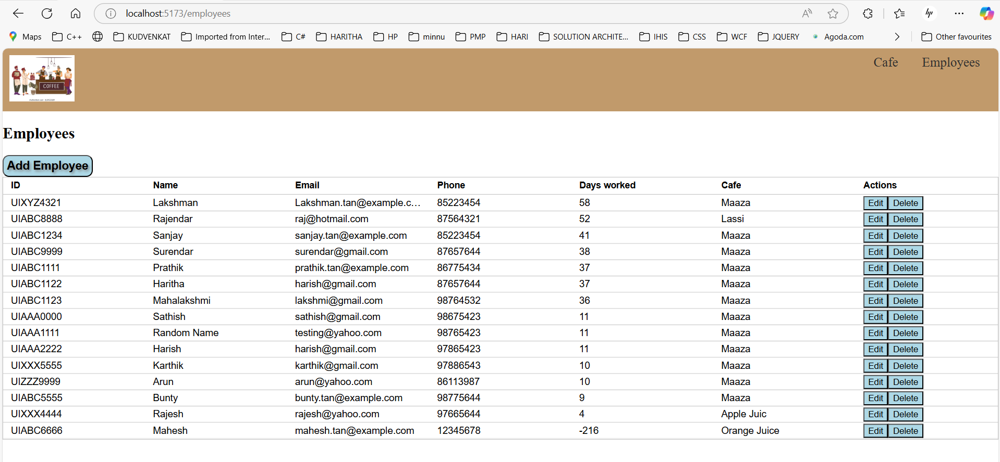 localhost:5173/employees
Maps C++ KUDVENKAT Imported from Inter... C# HARITHA HP minnu PMP HARI SOLUTION ARCHITE... IHIS CSS WCF JQUERY Agoda.com Other favourites
Cafe Employees
COFFEE
Employees
Add Employee
ID Name Email Phone Days worked Cafe Actions
UIXYZ4321 Lakshman Lakshman.tan@example.c... 85223454 58 Maaza Edit Delete
UIABC8888 Rajendar raj@hotmail.com 87564321 52 Lassi Edit Delete
UIABC1234 Sanjay sanjay.tan@example.com 85223454 41 Maaza Edit Delete
UIABC9999 Surendar surendar@gmail.com 87657644 38 Maaza Edit Delete
UIABC1111 Prathik prathik.tan@example.com 86775434 37 Maaza Edit Delete
UIABC1122 Haritha harish@gmail.com 87657644 37 Maaza Edit Delete
UIABC1123 Mahalakshmi lakshmi@gmail.com 98764532 36 Maaza Edit Delete
UIAAA0000 Sathish sathish@gmail.com 98675423 11 Maaza Edit Delete
UIAAA1111 Random Name testing@yahoo.com 98765423 11 Maaza Edit Delete
UIAAA2222 Harish harish@gmail.com 97865423 11 Maaza Edit Delete
UIXXX5555 Karthik karthik@gmail.com 97886543 10 Maaza Edit Delete
UIZZZ9999 Arun arun@yahoo.com 86113987 10 Maaza Edit Delete
UIABC5555 Bunty bunty.tan@example.com 98775644 9 Maaza Edit Delete
UIXXX4444 Rajesh rajesh@yahoo.com 97665644 4 Apple Juic Edit Delete
UIABC6666 Mahesh mahesh.tan@example.com 12345678 -216 Orange Juice Edit Delete